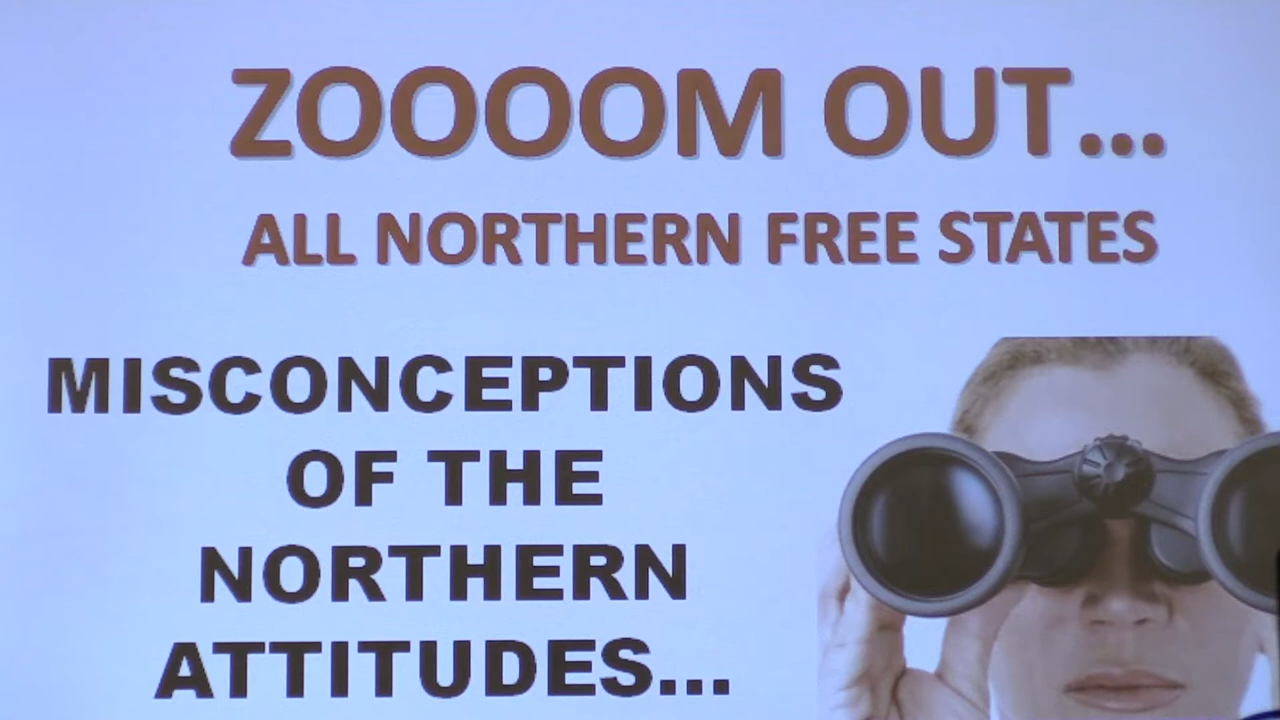 ZOOOOM OUT...
ALL NORTHERN FREE STATES
MISCONCEPTIONS
OF THE
NORTHERN
ATTITUDES...